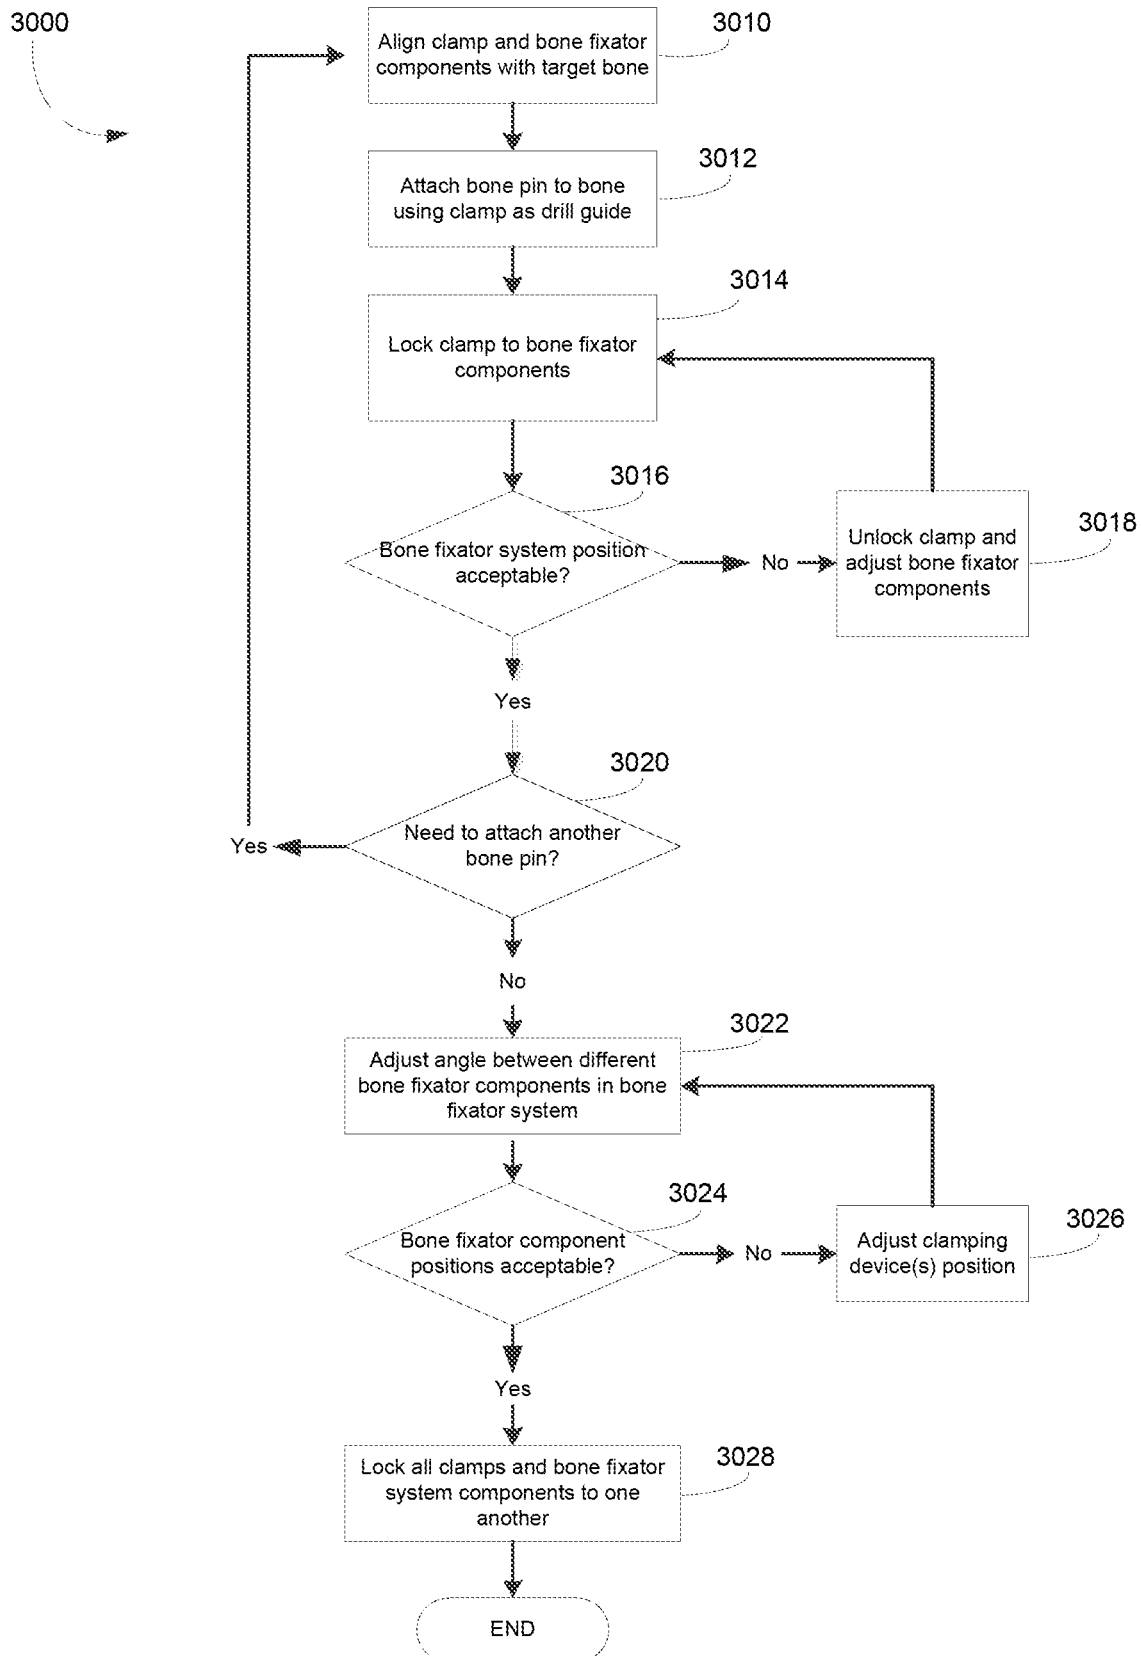 3000
3010
Align clamp and bone fixator
components with target bone
3012
Attach bone pin to bone
using clamp as drill guide
3014
Lock clamp to bone fixator
components
3016
Bone fixator system position
acceptable?
No
3018
Unlock clamp and
adjust bone fixator
components
Yes
3020
Need to attach another
bone pin?
Yes
No
3022
Adjust angle between different
bone fixator components in bone
fixator system
3024
Bone fixator component
positions acceptable?
No
3026
Adjust clamping
device(s) position
Yes
3028
Lock all clamps and bone fixator
system components to one
another
END